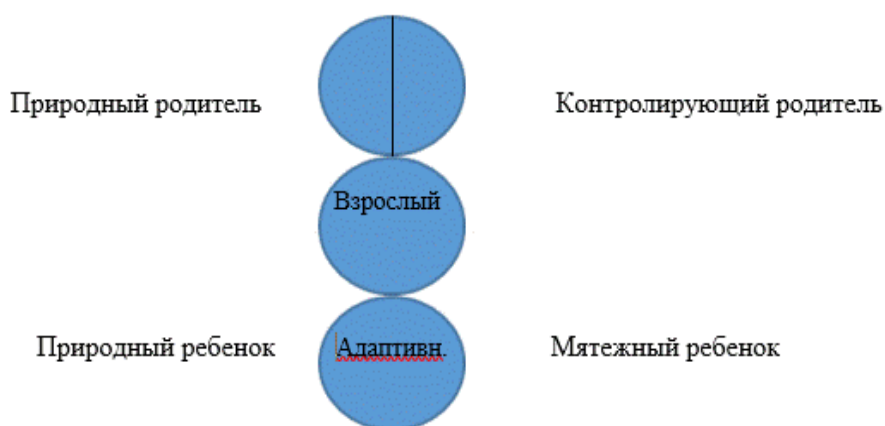 Природный родитель
Контролирующий родитель
Взрослый
Природный ребенок
Адаптивн.
Мятежный ребенок